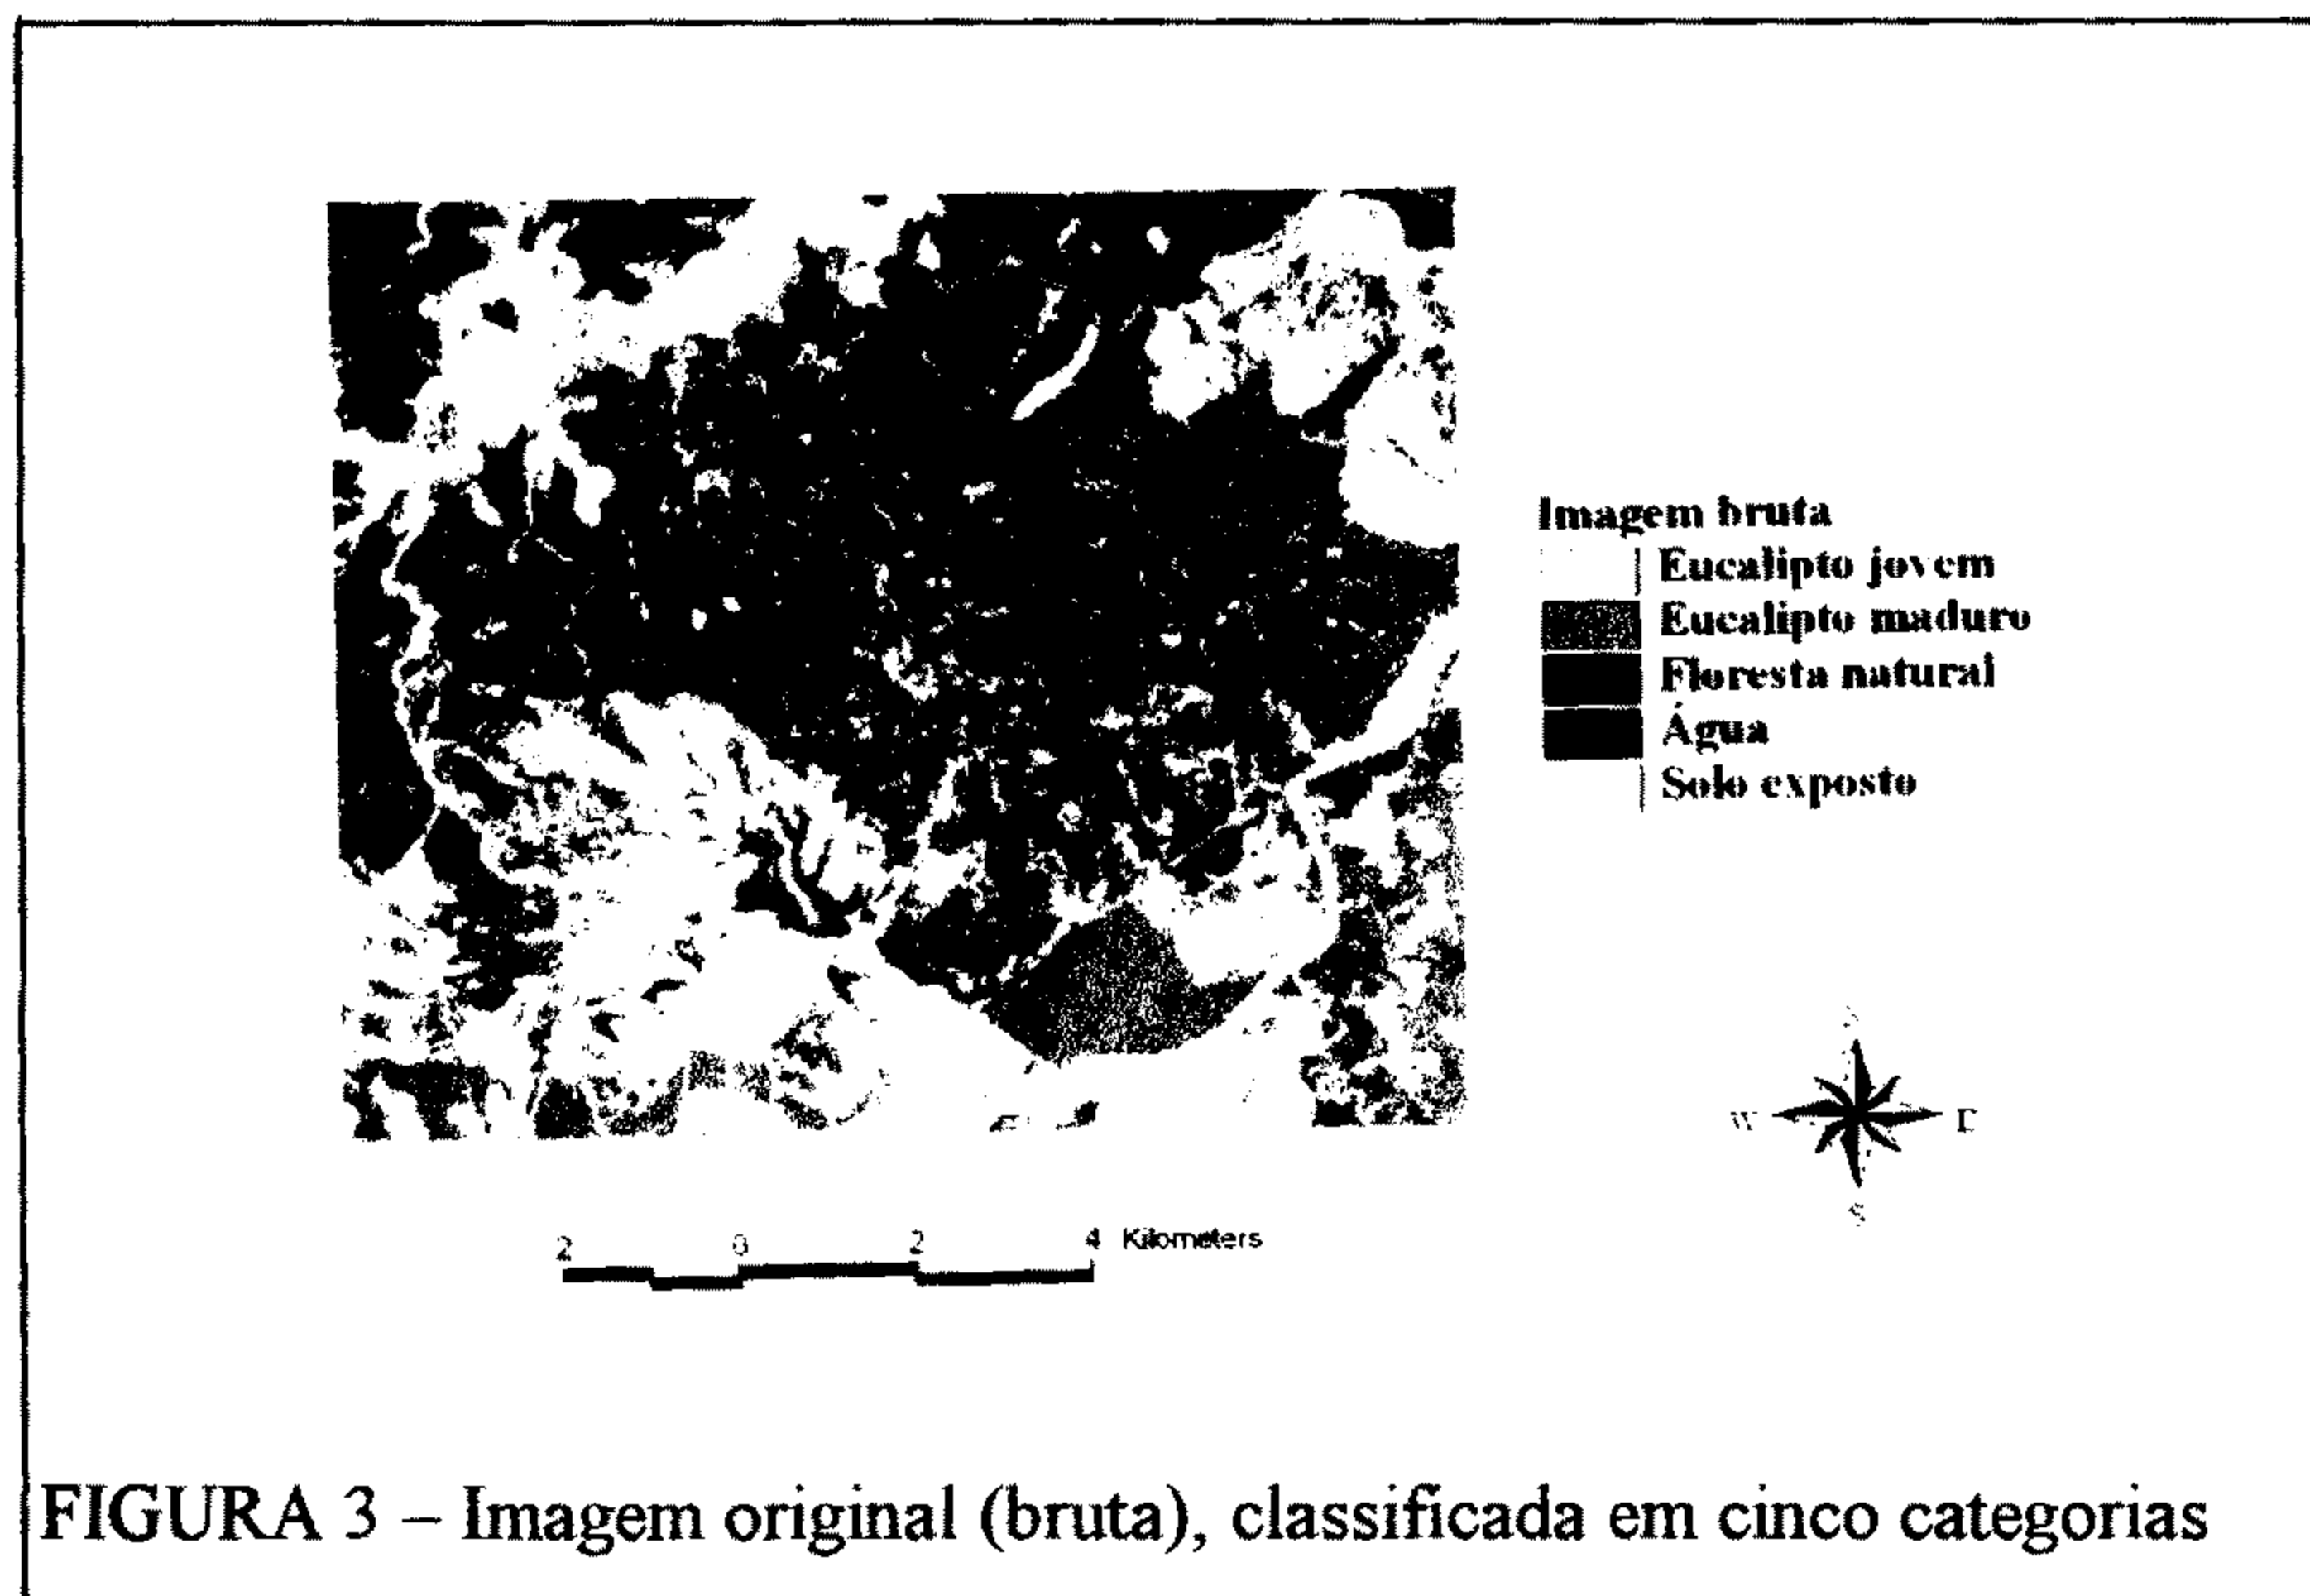 Imagem bruta
Eucalipto jovem
Eucalipto maduro
Floresta natural
Água
Solo exposto
W
S
2 0 2 4 Kilometers
FIGURA 3 – Imagem original (bruta), classificada em cinco categorias